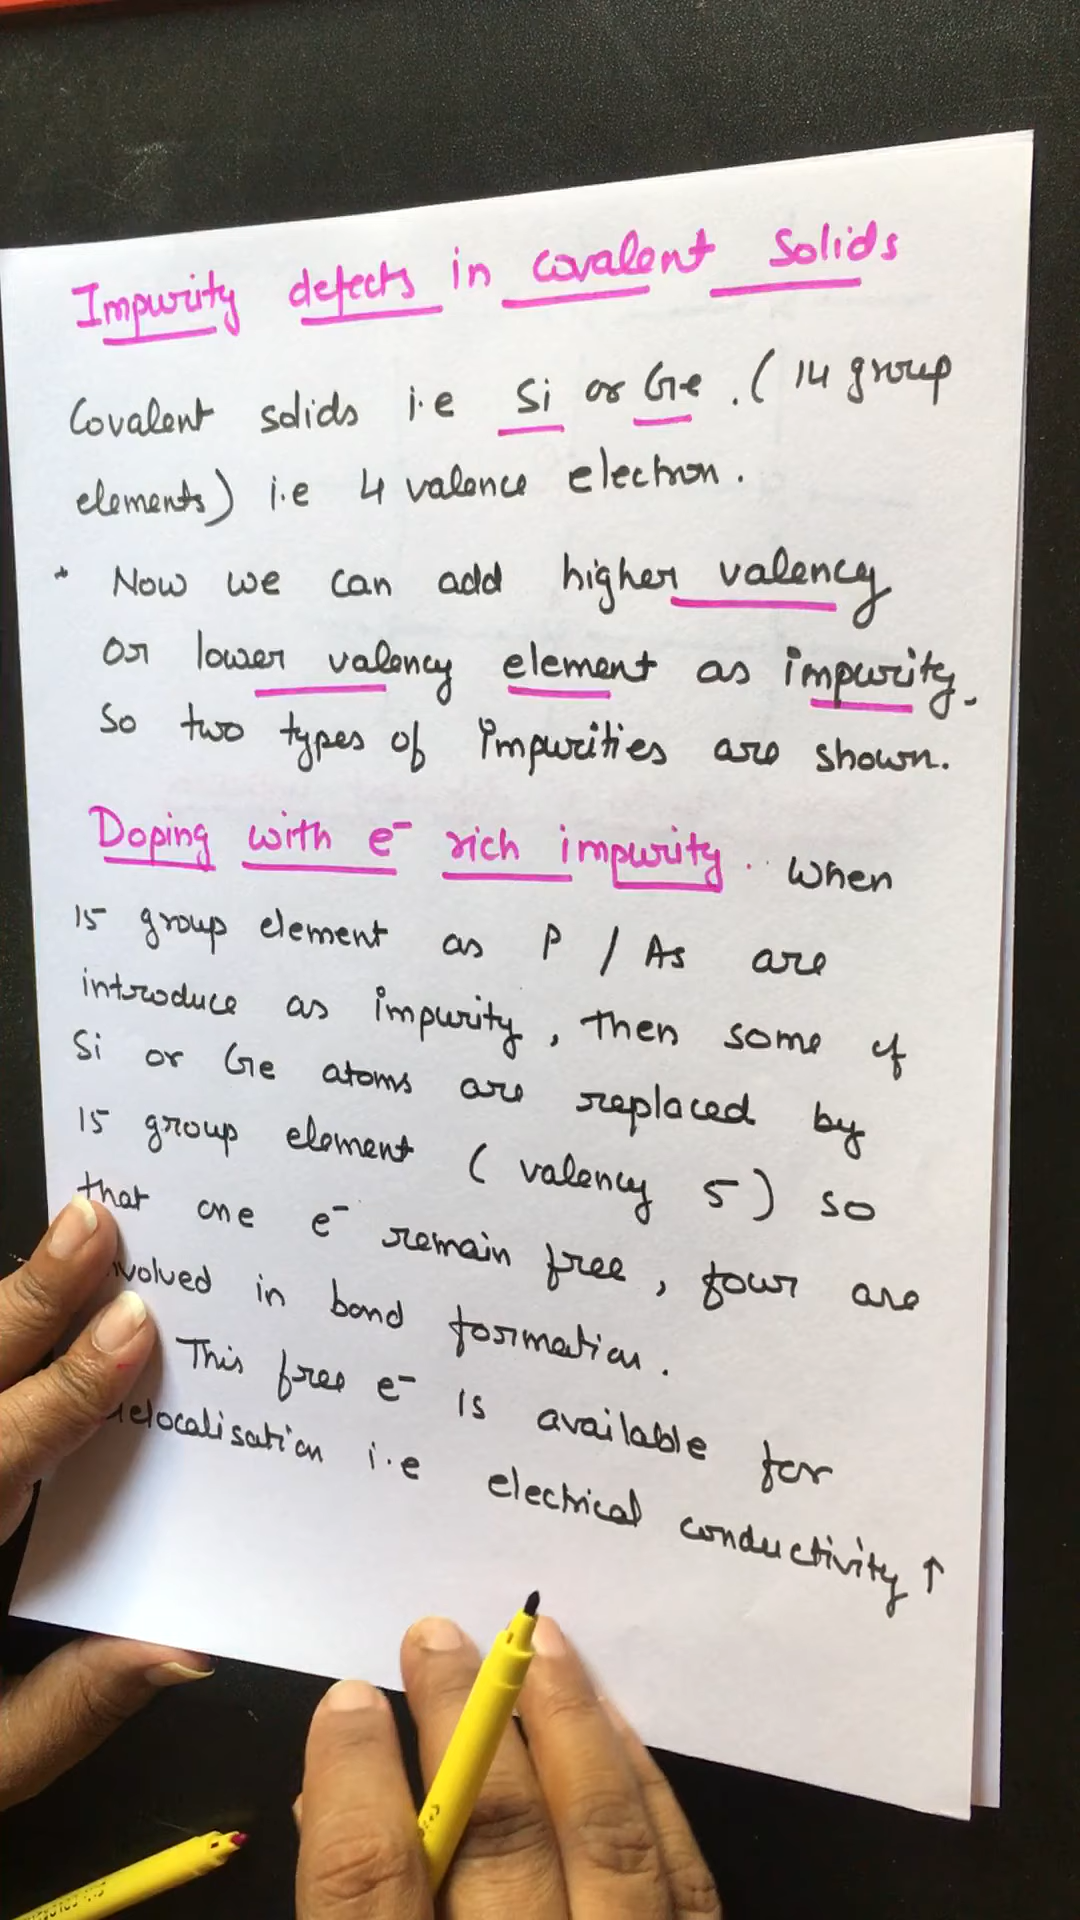 Impurity defects in covalent solids
Covalent solids i.e Si or Ge. (14 group
elements) i.e 4 valence electron.
* Now we can add higher valency
or lower valency element as impurity.
So two types of impurities are shown.
Doping with e⁻ rich impurity. When
15 group element as P / As are
introduce as impurity, then some of
Si or Ge atoms are replaced by
15 group element (valency 5) so
that one e⁻ remain free, four are
nvolved in bond formation.
This free e⁻ is available for
elocalisation i.e electrical conductivity ↑